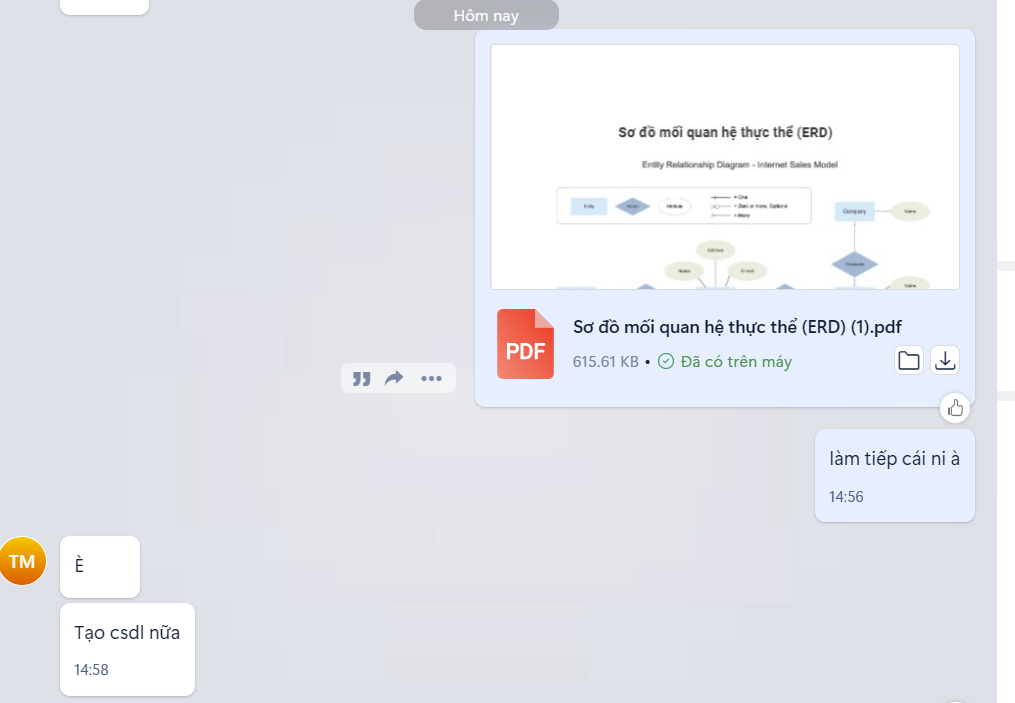 Hôm nay
Sơ đồ mối quan hệ thực thể (ERD)
Entity Relationship Diagram - Internet Sales Model
Entity
Attribute
= One
= Zero or more, Optional
= Many
Company
Name
Address
Name
E-mail
Name
PDF
Sơ đồ mối quan hệ thực thể (ERD) (1).pdf
615.61 KB • Đã có trên máy
làm tiếp cái ni à
14:56
TM
È
Tạo csdl nữa
14:58